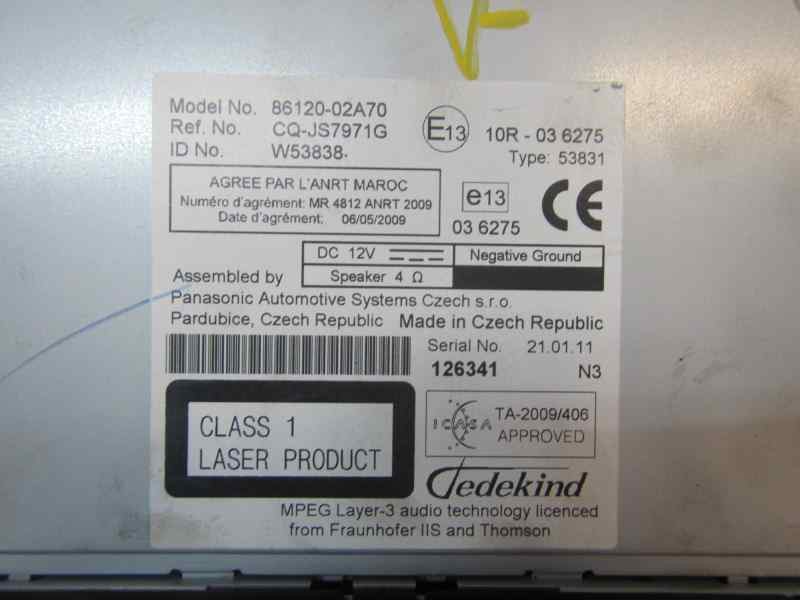 Model No. 86120-02A70
Ref. No. CQ-JS7971G
ID No. W53838-
E13 10R - 03 6275
Type: 53831
AGREE PAR L'ANRT MAROC
Numéro d'agrément: MR 4812 ANRT 2009
Date d'agrément: 06/05/2009
e13
03 6275
CE
DC 12V
Negative Ground
Speaker 4 Ω
Assembled by
Panasonic Automotive Systems Czech s.r.o.
Pardubice, Czech Republic Made in Czech Republic
Serial No. 21.01.11
126341 N3
CLASS 1
LASER PRODUCT
ICASA TA-2009/406
APPROVED
Tedekind
MPEG Layer-3 audio technology licenced
from Fraunhofer IIS and Thomson